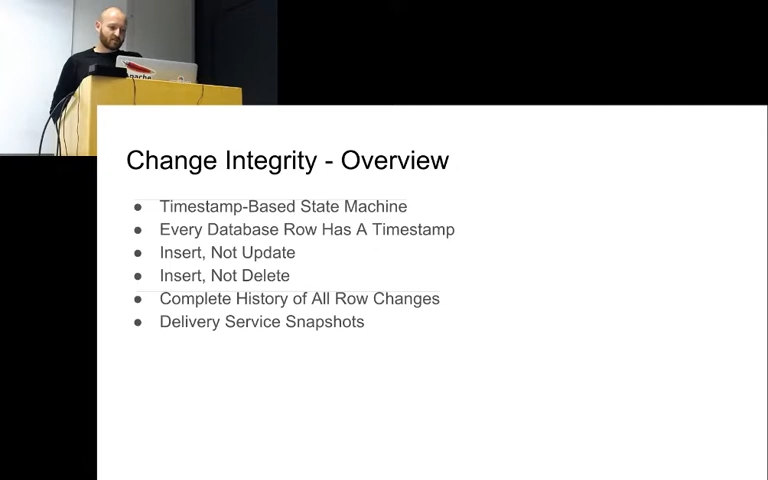 Apache
Change Integrity - Overview
● Timestamp-Based State Machine
● Every Database Row Has A Timestamp
● Insert, Not Update
● Insert, Not Delete
● Complete History of All Row Changes
● Delivery Service Snapshots